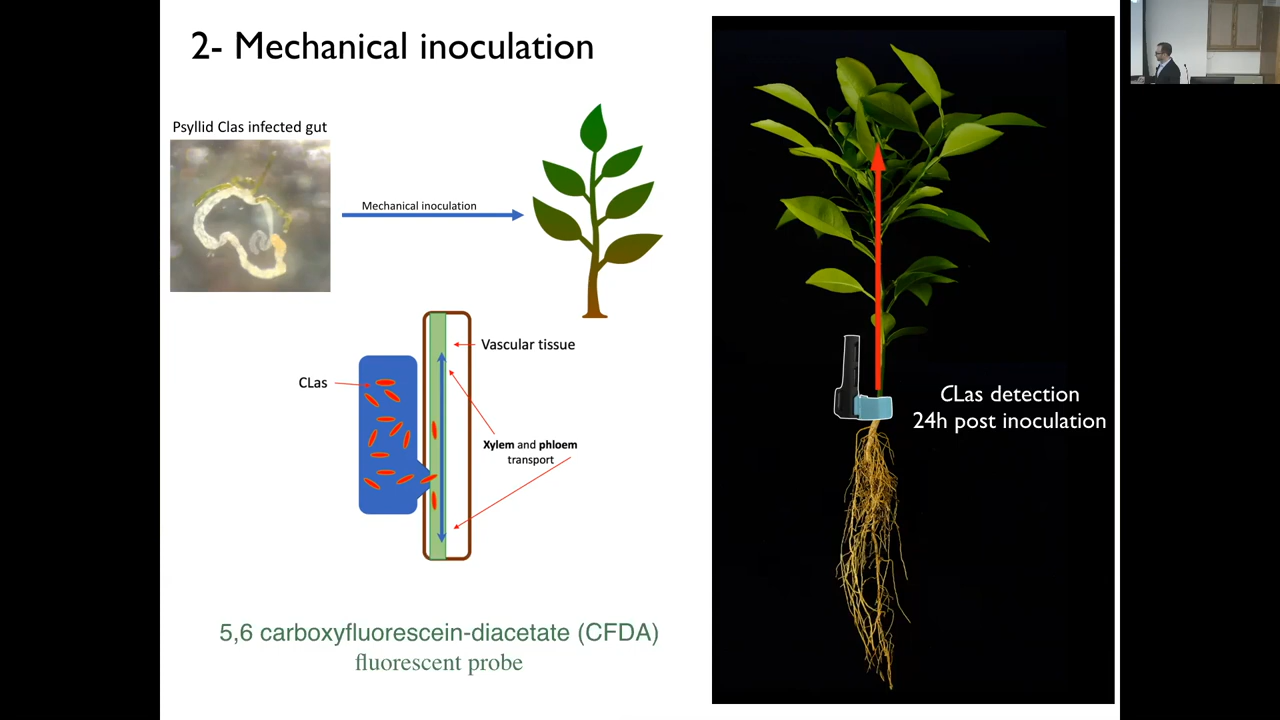 2- Mechanical inoculation
Psyllid Clas infected gut
Mechanical inoculation
Vascular tissue
CLas
Xylem and phloem
transport
5,6 carboxyfluorescein-diacetate (CFDA)
fluorescent probe
CLas detection
24h post inoculation